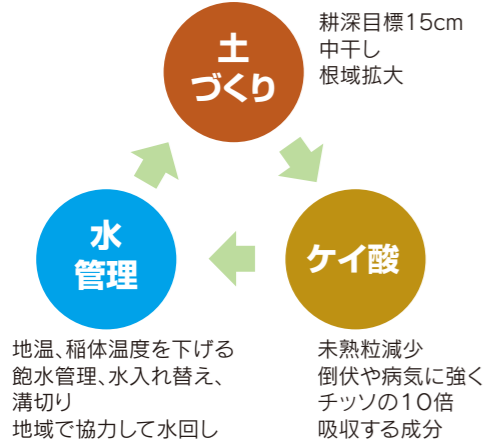 土
づくり
耕深目標15cm
中干し
根域拡大
ケイ酸
未熟粒減少
倒伏や病気に強く
チッソの10倍
吸収する成分
水
管理
地温、稲体温度を下げる
飽水管理、水入れ替え、
溝切り
地域で協力して水回し